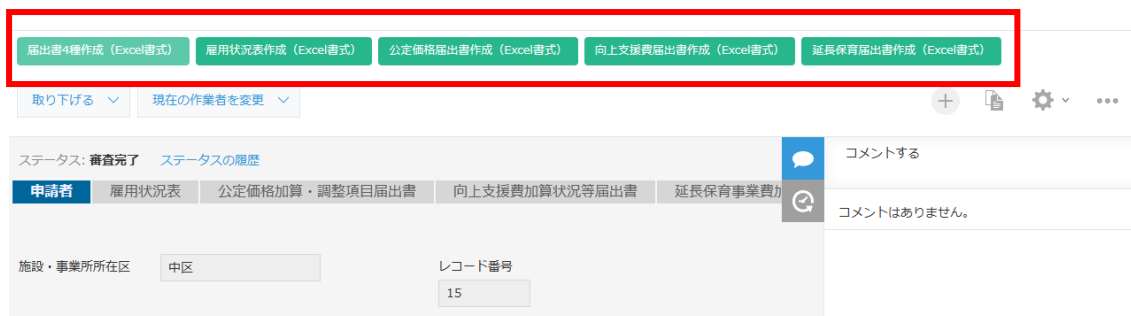 届出書4種作成（Excel書式） 雇用状況表作成（Excel書式） 公定価格届出書作成（Excel書式） 向上支援費届出書作成（Excel書式） 延長保育届出書作成（Excel書式）
取り下げる 現在の作業者を変更
ステータス: 審査完了 ステータスの履歴
コメントする
申請者 雇用状況表 公定価格加算・調整項目届出書 向上支援費加算状況等届出書 延長保育事業費加
コメントはありません。
施設・事業所所在区 中区 レコード番号
15